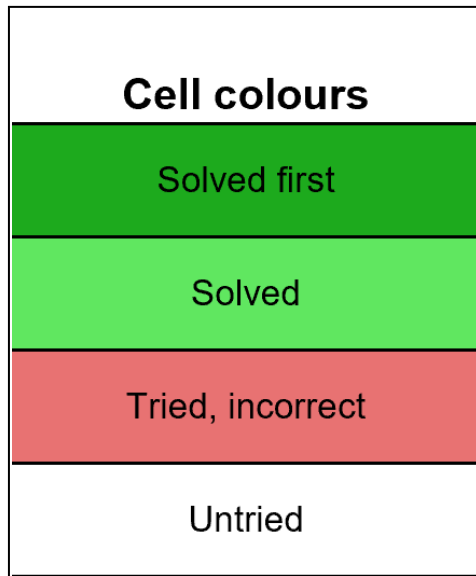 Cell colours
Solved first
Solved
Tried, incorrect
Untried